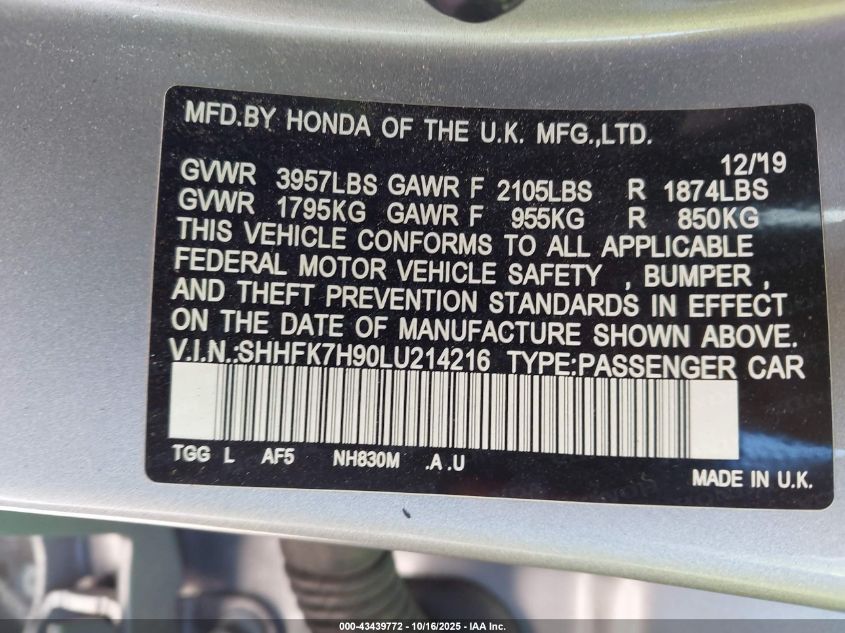 MFD.BY HONDA OF THE U.K. MFG.,LTD.
12/19
GVWR 3957LBS GAWR F 2105LBS R 1874LBS
GVWR 1795KG GAWR F 955KG R 850KG
THIS VEHICLE CONFORMS TO ALL APPLICABLE
FEDERAL MOTOR VEHICLE SAFETY , BUMPER ,
AND THEFT PREVENTION STANDARDS IN EFFECT
ON THE DATE OF MANUFACTURE SHOWN ABOVE.
V.I.N.:SHHFK7H90LU214216 TYPE:PASSENGER CAR
TGG L AF5 NH830M .A .U
MADE IN U.K.
000-43439772 - 10/16/2025 - IAA Inc.